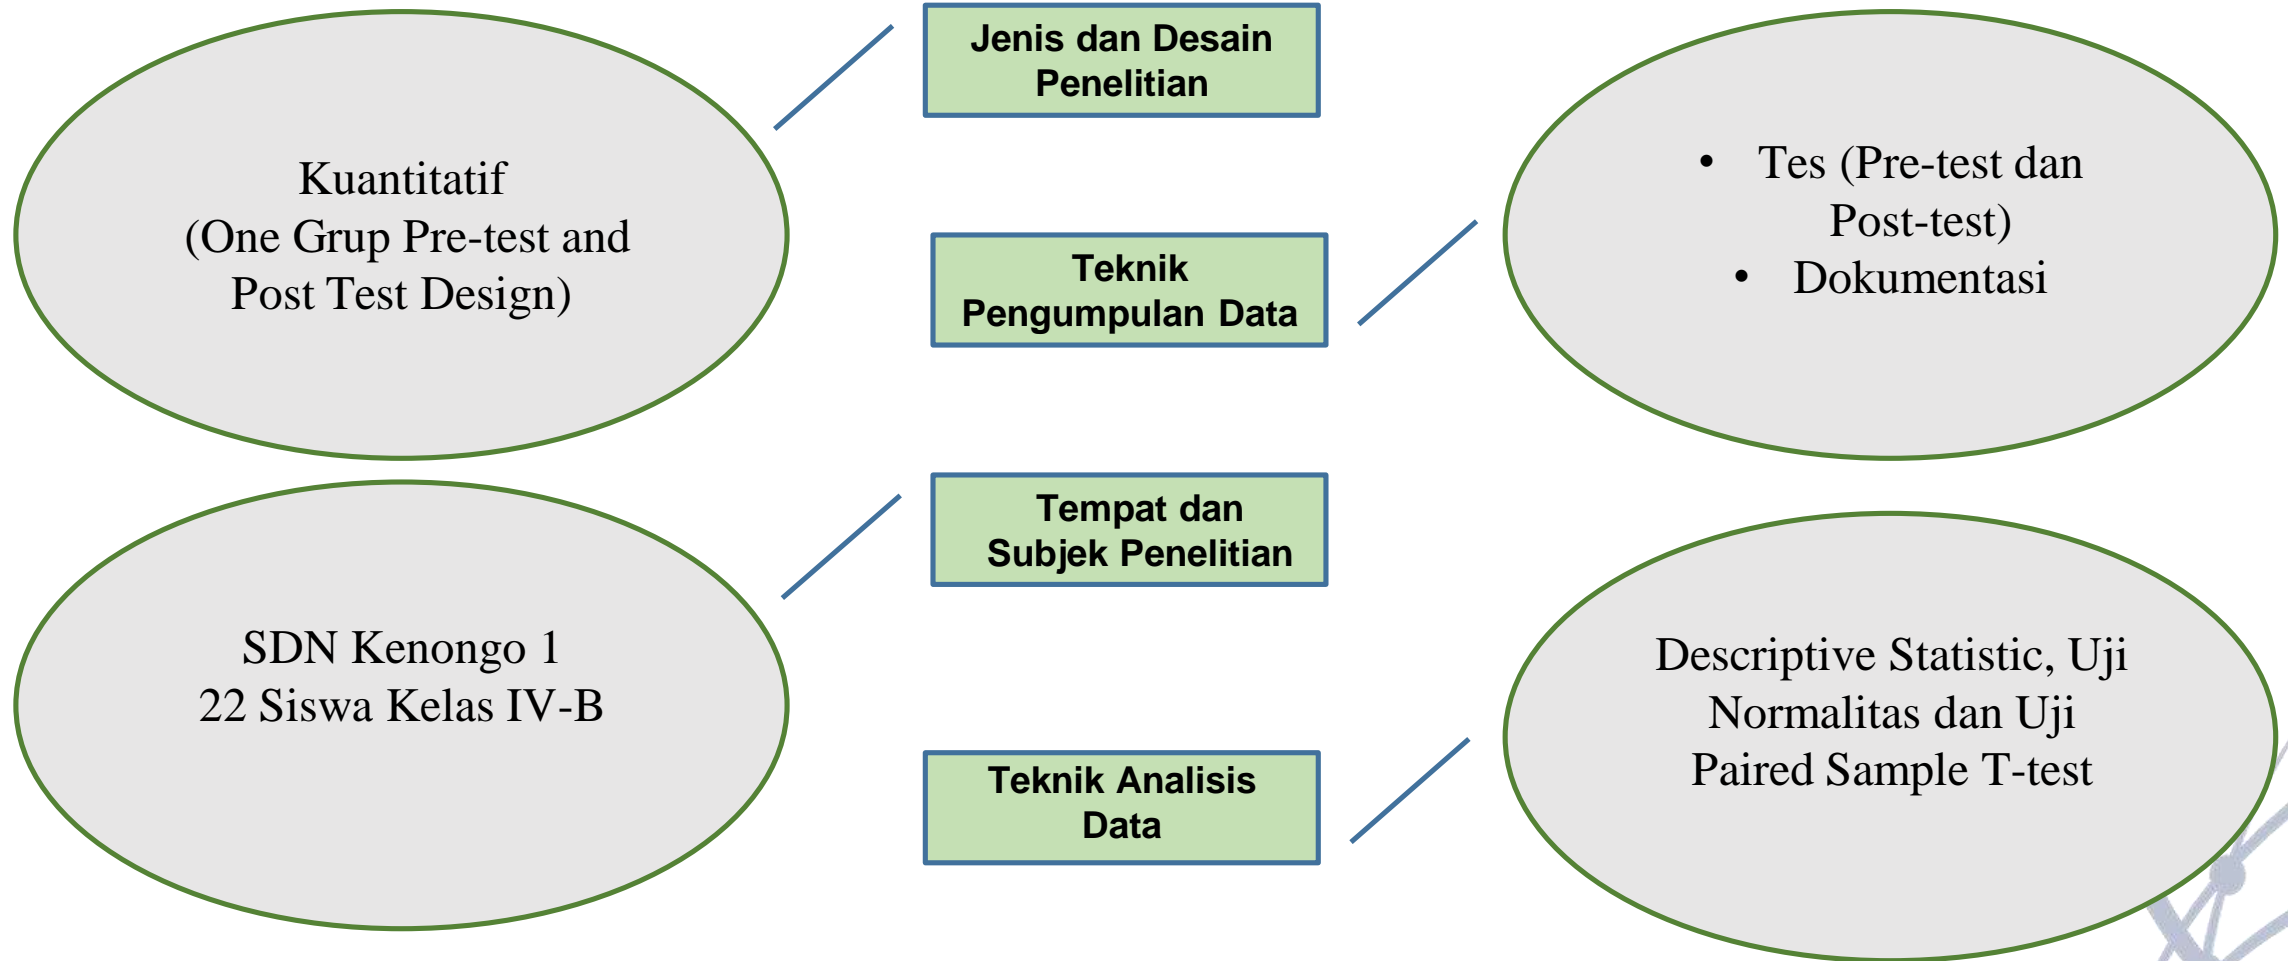 Jenis dan Desain
Penelitian
Kuantitatif
(One Grup Pre-test and
Post Test Design)
Teknik
Pengumpulan Data
• Tes (Pre-test dan
Post-test)
• Dokumentasi
Tempat dan
Subjek Penelitian
SDN Kenongo 1
22 Siswa Kelas IV-B
Teknik Analisis
Data
Descriptive Statistic, Uji
Normalitas dan Uji
Paired Sample T-test